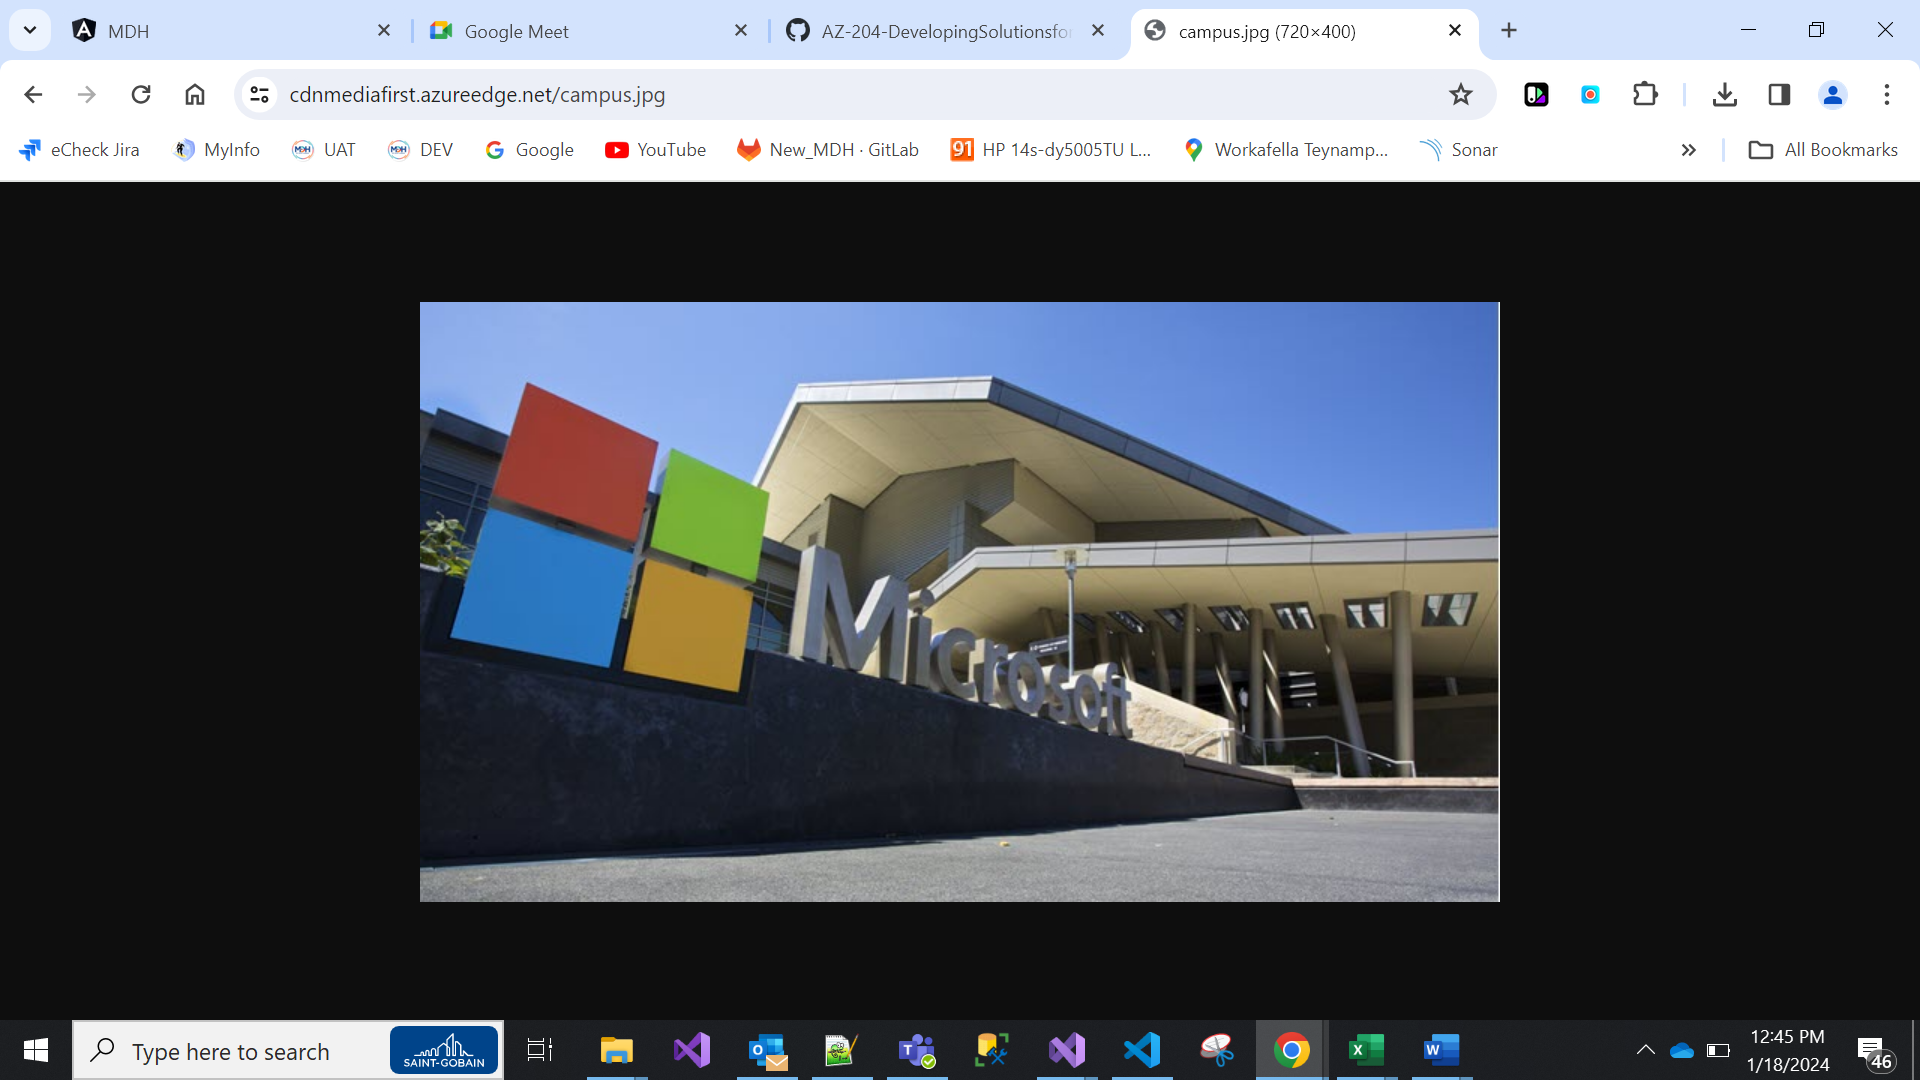 MDH
Google Meet
AZ-204-DevelopingSolutionsfor
campus.jpg (720×400)
cdnmediafirst.azureedge.net/campus.jpg
eCheck Jira
MyInfo
UAT
DEV
Google
YouTube
New_MDH · GitLab
91
HP 14s-dy5005TU L...
Workafella Teynamp...
Sonar
All Bookmarks
Microsoft
Type here to search
SAINT-GOBAIN
12:45 PM
1/18/2024
46